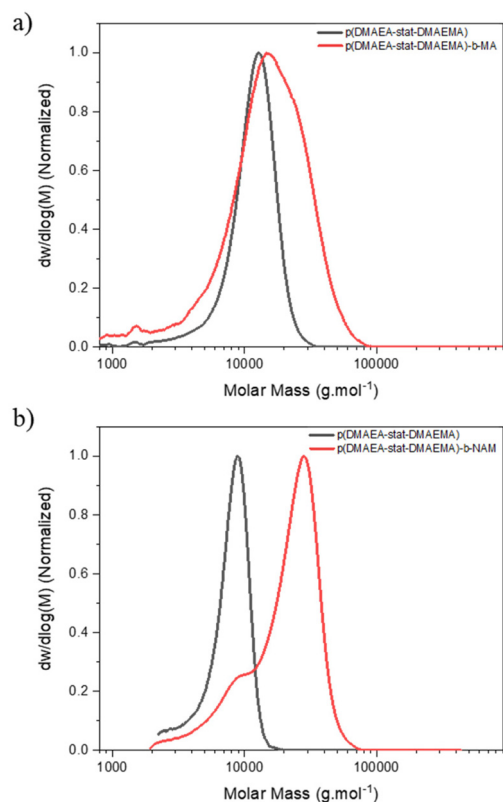 a)
p(DMAEA-stat-DMAEMA)
p(DMAEA-stat-DMAEMA)-b-MA
dw/dlog(M) (Normalized)
1.0
0.8
0.6
0.4
0.2
0.0
1000 10000 100000
Molar Mass (g.mol⁻¹)
b)
p(DMAEA-stat-DMAEMA)
p(DMAEA-stat-DMAEMA)-b-NAM
dw/dlog(M) (Normalized)
1.0
0.8
0.6
0.4
0.2
0.0
1000 10000 100000
Molar Mass (g.mol⁻¹)